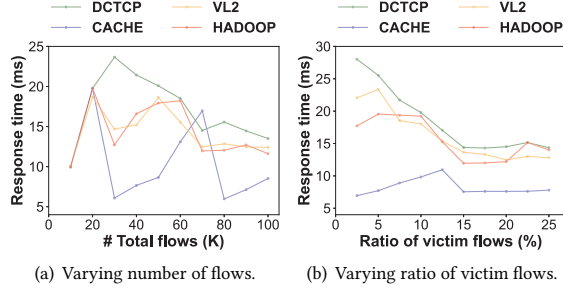 DCTCP VL2
CACHE HADOOP
Response time (ms)
25
20
15
10
5
0 20 40 60 80 100
# Total flows (K)
(a) Varying number of flows.
DCTCP VL2
CACHE HADOOP
Response time (ms)
30
25
20
15
10
5
0 5 10 15 20 25
Ratio of victim flows (%)
(b) Varying ratio of victim flows.